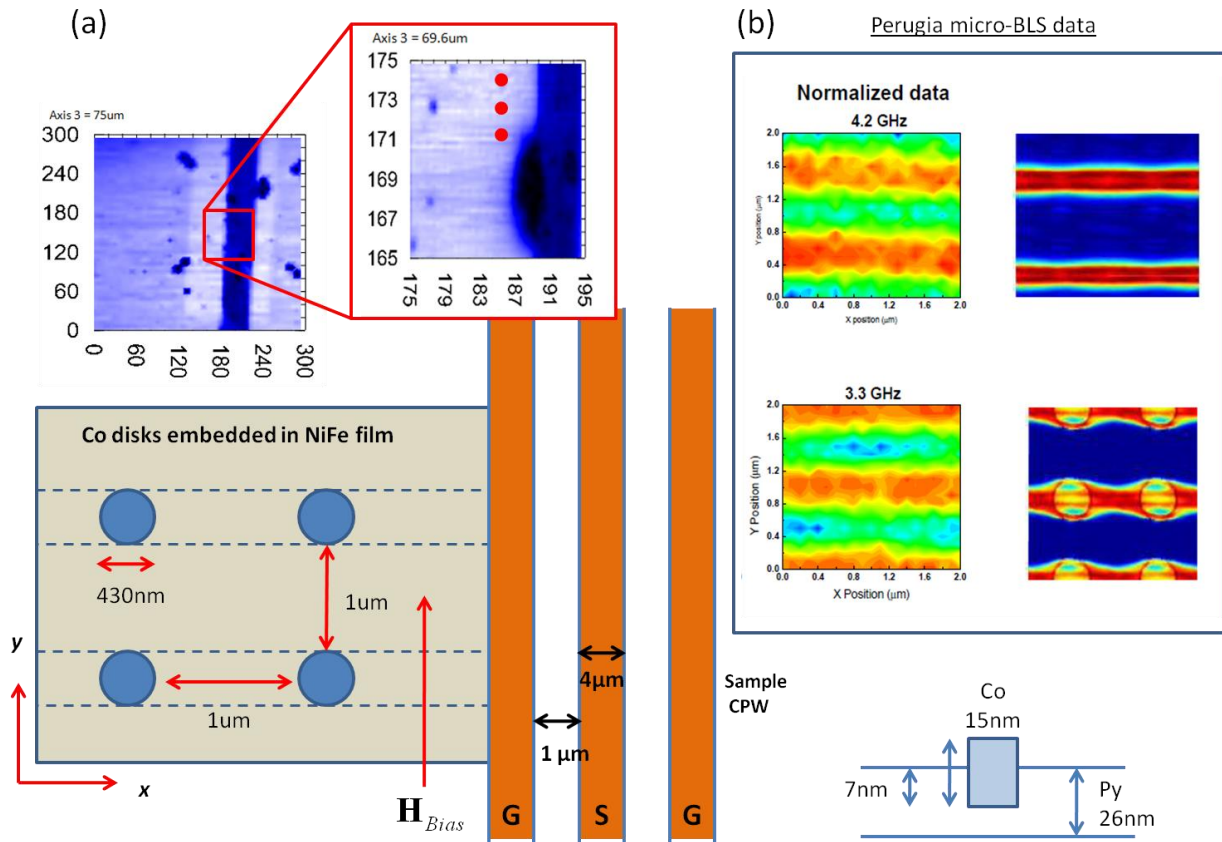 (a)
Axis 3 = 75um
300
240
180
120
60
0
0
60
120
180
240
300
Axis 3 = 69.6um
175
173
171
169
167
165
175
179
183
187
191
195
Co disks embedded in NiFe film
430nm
1um
1um
y
x
H Bias
G
S
G
4μm
1 μm
Sample
CPW
(b)
Perugia micro-BLS data
Normalized data
4.2 GHz
2.0
1.6
1.2
0.8
0.4
0.0
Y position (μm)
0.0 0.4 0.8 1.2 1.6 2.0
X position (μm)
3.3 GHz
2.0
1.6
1.2
0.8
0.4
0.0
Y Position (μm)
0.0 0.4 0.8 1.2 1.6 2.0
X Position (μm)
Co
15nm
7nm
Py
26nm